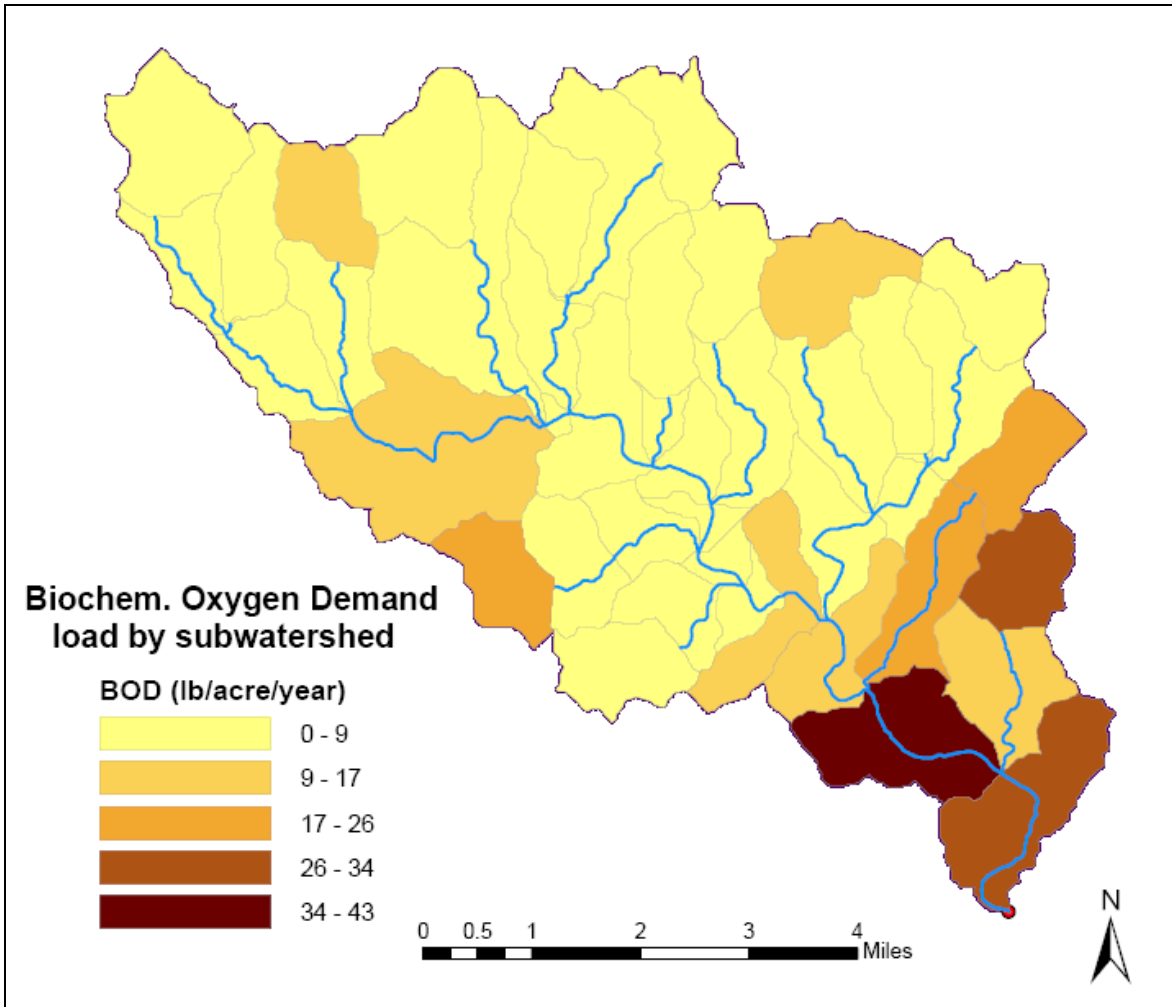 Biochem. Oxygen Demand
load by subwatershed
BOD (lb/acre/year)
0 - 9
9 - 17
17 - 26
26 - 34
34 - 43
0 0.5 1 2 3 4
Miles
N